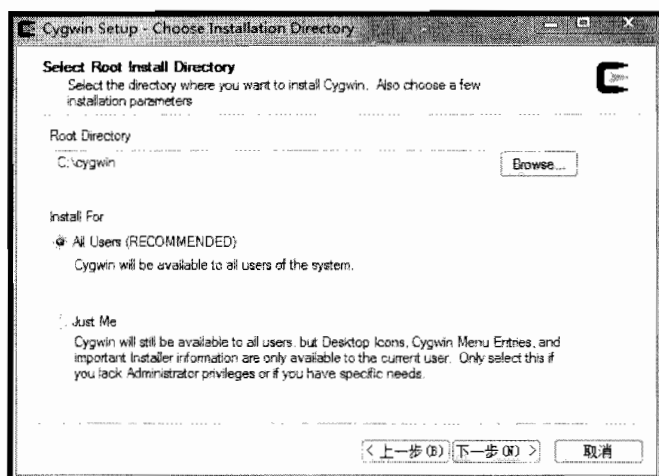 Cygwin Setup - Choose Installation Directory
Select Root Install Directory
Select the directory where you want to install Cygwin. Also choose a few
installation parameters
Root Directory
C:\cygwin
Browse...
Install For
All Users (RECOMMENDED)
Cygwin will be available to all users of the system.
Just Me
Cygwin will still be available to all users, but Desktop Icons, Cygwin Menu Entries, and
important Installer information are only available to the current user. Only select this if
you lack Administrator privileges or if you have specific needs.
< 上一步(B) 下一步(N) > 取消